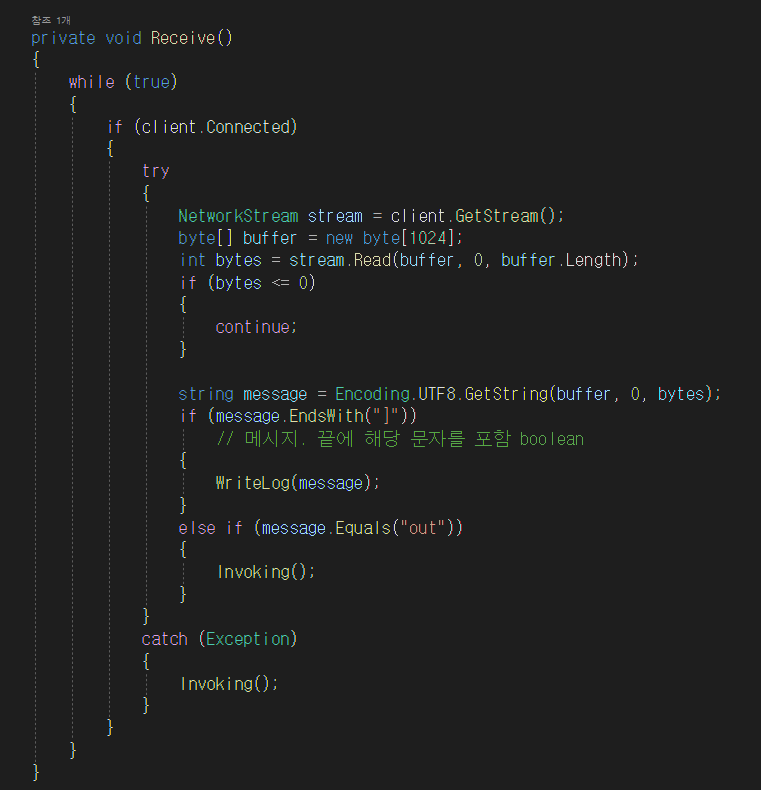 참조 1개
private void Receive()
{
while (true)
{
if (client.Connected)
{
try
{
NetworkStream stream = client.GetStream();
byte[] buffer = new byte[1024];
int bytes = stream.Read(buffer, 0, buffer.Length);
if (bytes <= 0)
{
continue;
}
string message = Encoding.UTF8.GetString(buffer, 0, bytes);
if (message.EndsWith("]"))
// 메시지. 끝에 해당 문자를 포함 boolean
{
WriteLog(message);
}
else if (message.Equals("out"))
{
Invoking();
}
}
catch (Exception)
{
Invoking();
}
}
}
}